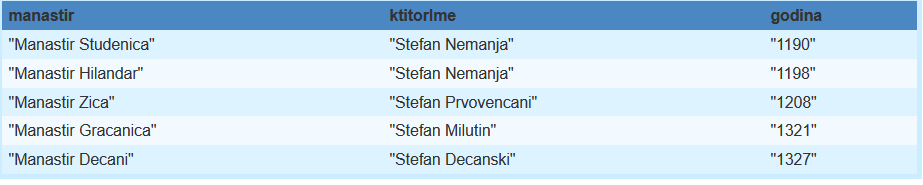 manastir ktitorIme godina
"Manastir Studenica" "Stefan Nemanja" "1190"
"Manastir Hilandar" "Stefan Nemanja" "1198"
"Manastir Zica" "Stefan Prvovencani" "1208"
"Manastir Gracanica" "Stefan Milutin" "1321"
"Manastir Decani" "Stefan Decanski" "1327"